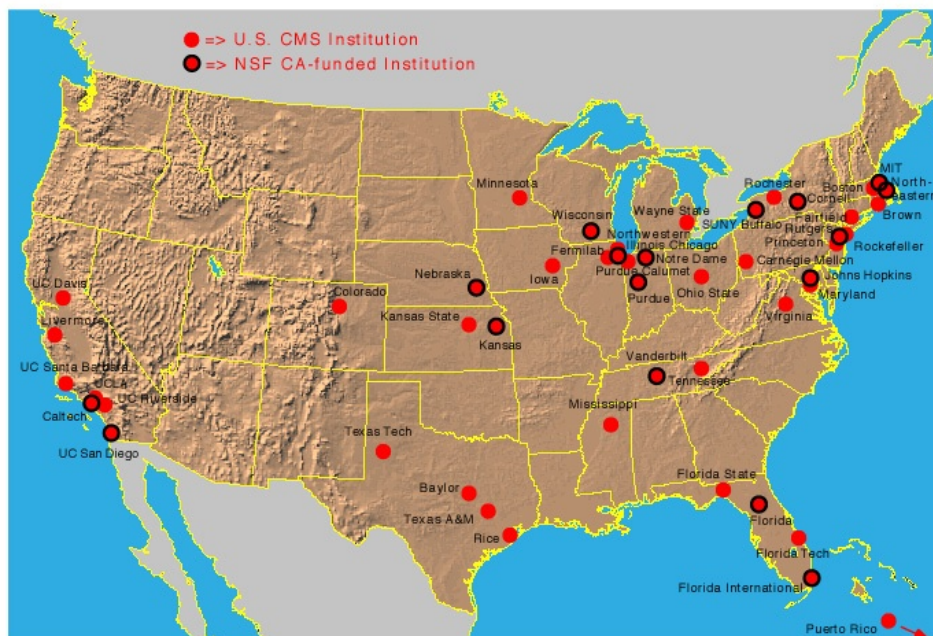 => U.S. CMS Institution
=> NSF CA-funded Institution
MIT
Minnesota
Rochester
Boston
North-
eastern
Cornell
Wisconsin
Wayne State
SUNY Buffalo
Fairfield
Brown
Northwestern
Rutgers
Illinois Chicago
Princeton
Rockefeller
Fermilab
Notre Dame
Carnegie Mellon
Purdue Calumet
Nebraska
Iowa
Johns Hopkins
UC Davis
Colorado
Purdue
Ohio State
Maryland
Kansas State
Virginia
Livermore
Kansas
Vanderbilt
UC Santa Barbara
Tennessee
UCLA
UC Riverside
Mississippi
Caltech
Texas Tech
UC San Diego
Florida State
Baylor
Texas A&M
Florida
Rice
Florida Tech
Florida International
Puerto Rico